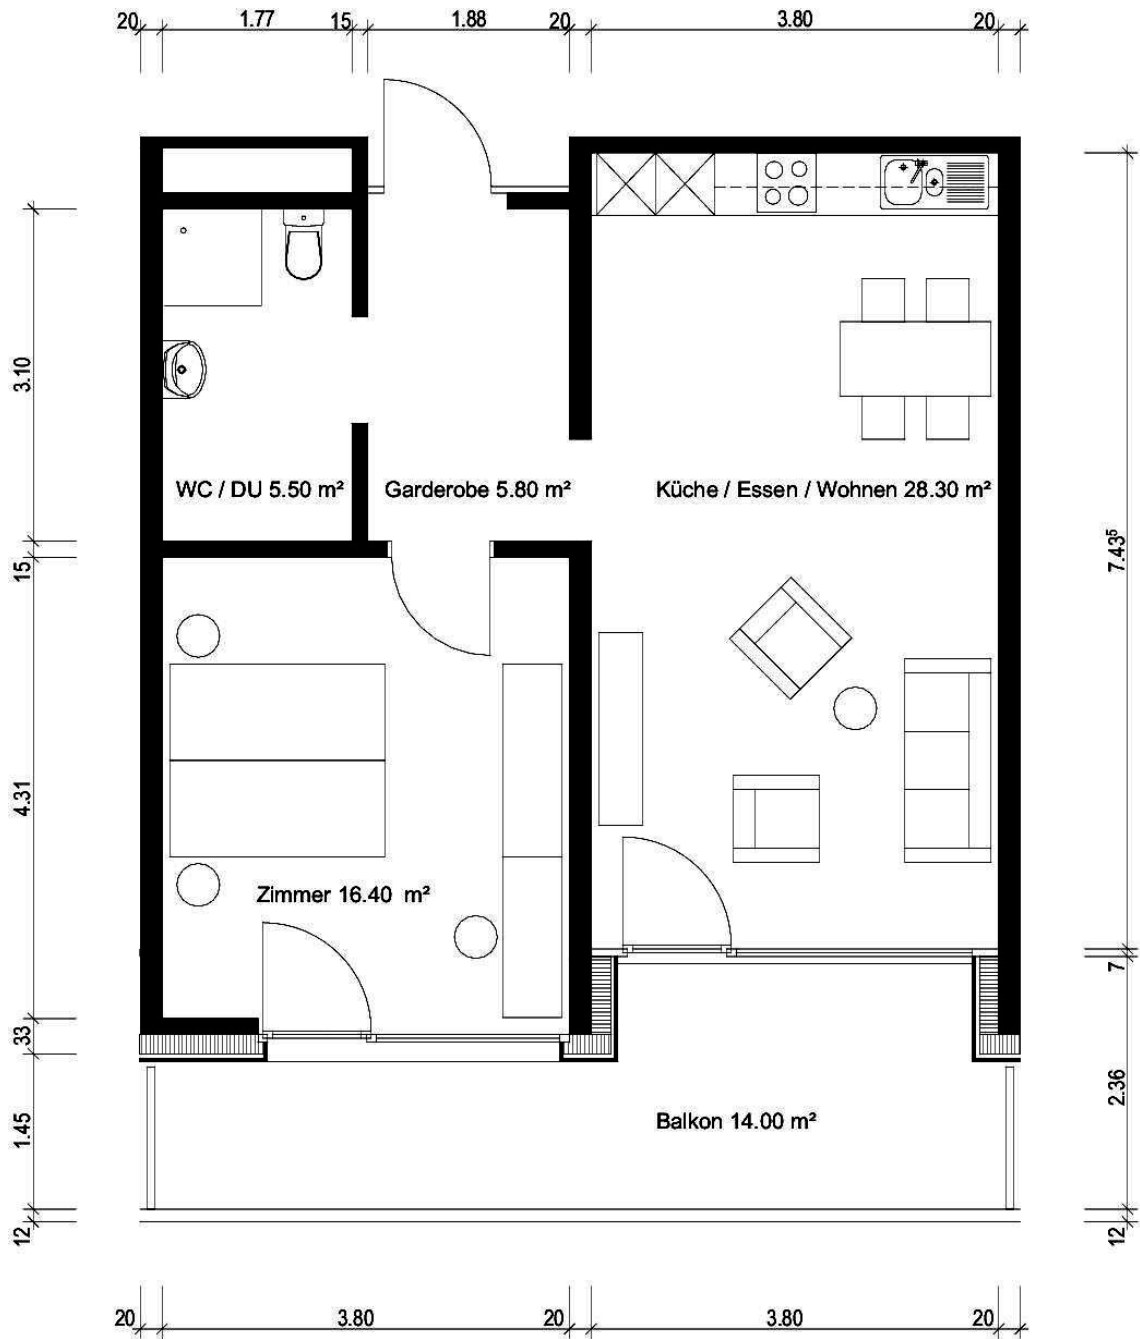 20 1.77 15 1.88 20 3.80 20
3.10
15
4.31
33
1.45
12
WC / DU 5.50 m²
Garderobe 5.80 m²
Küche / Essen / Wohnen 28.30 m²
Zimmer 16.40 m²
Balkon 14.00 m²
7.43⁵
7
2.36
12
20 3.80 20 3.80 20